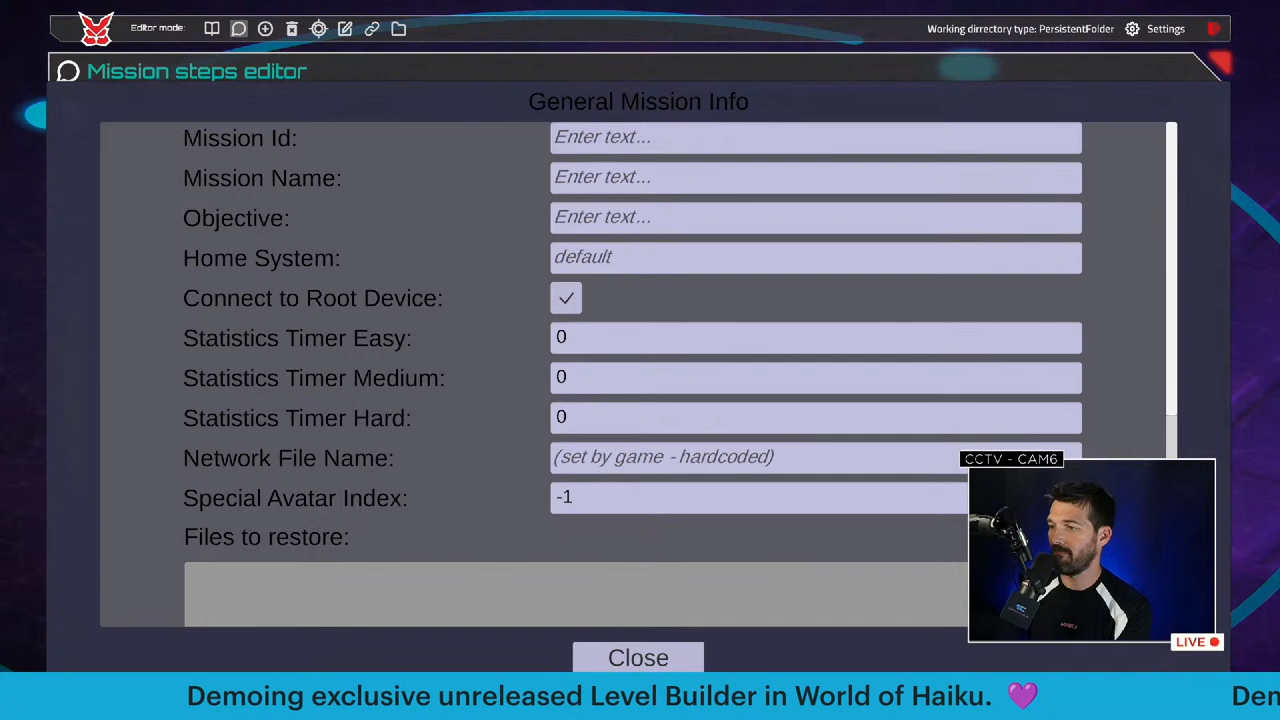 Editor mode:
Working dirrectory type: PersistentFolder
Settings
Mission steps editor
General Mission Info
Mission Id:
Enter text...
Mission Name:
Enter text...
Objective:
Enter text...
Home System:
default
Connect to Root Device:
Statistics Timer Easy:
0
Statistics Timer Medium:
0
Statistics Timer Hard:
0
Network File Name:
(set by game - hardcoded)
Special Avatar Index:
-1
Files to restore:
CCTV - CAM6
LIVE
Close
Demoing exclusive unreleased Level Builder in World of Haiku. 💜
Den